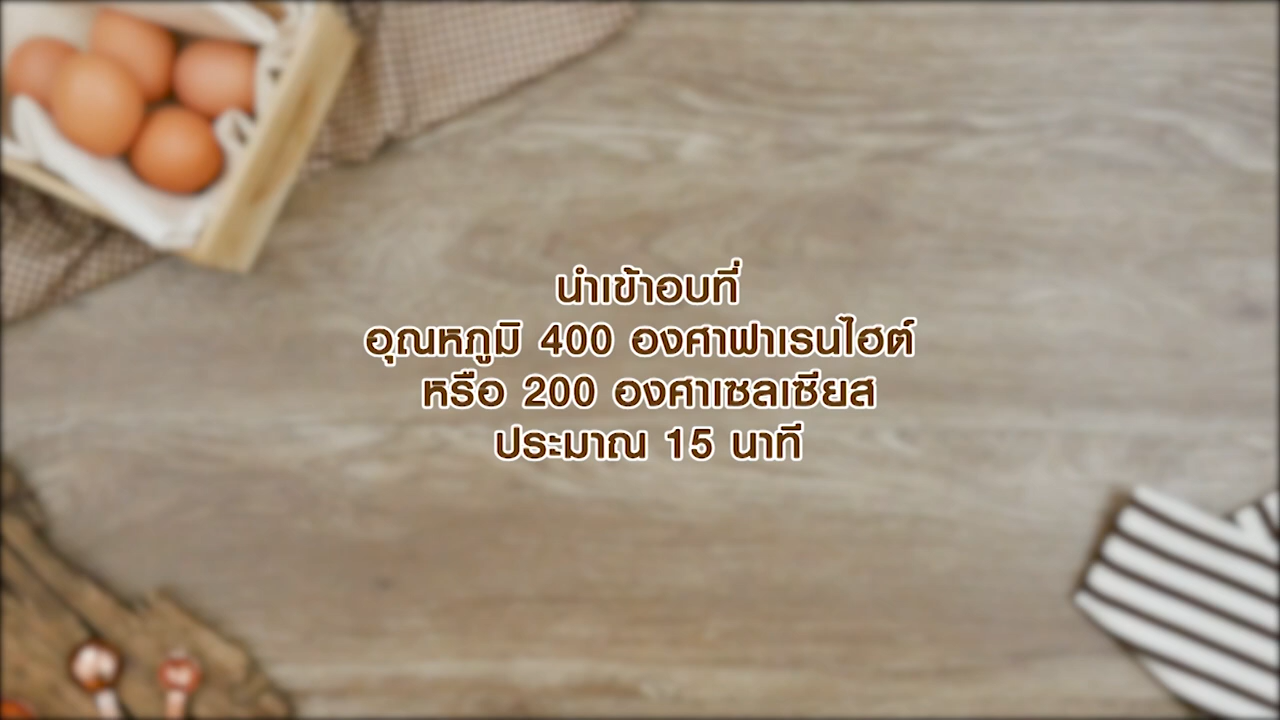 นำเข้าอบที่
อุณหภูมิ 400 องศาฟาเรนไฮต์
หรือ 200 องศาเซลเซียส
ประมาณ 15 นาที